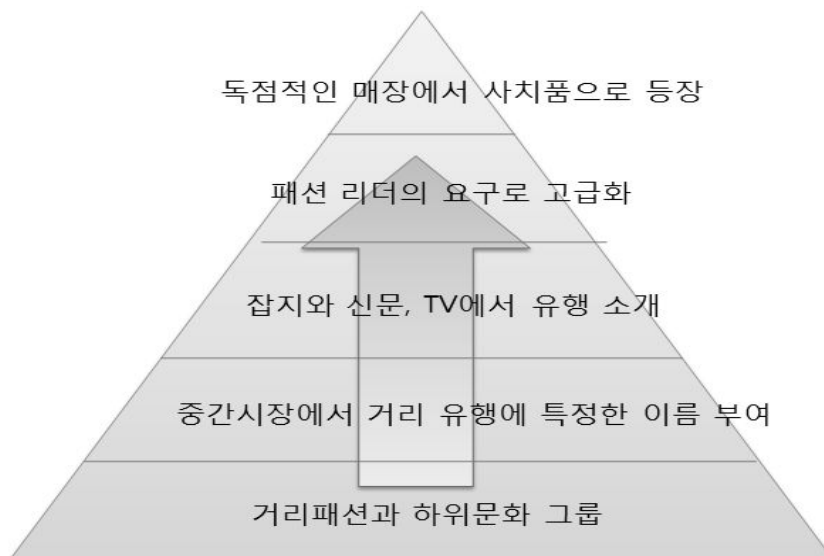 독점적인 매장에서 사치품으로 등장
패션 리더의 요구로 고급화
잡지와 신문, TV에서 유행 소개
중간시장에서 거리 유행에 특정한 이름 부여
거리패션과 하위문화 그룹